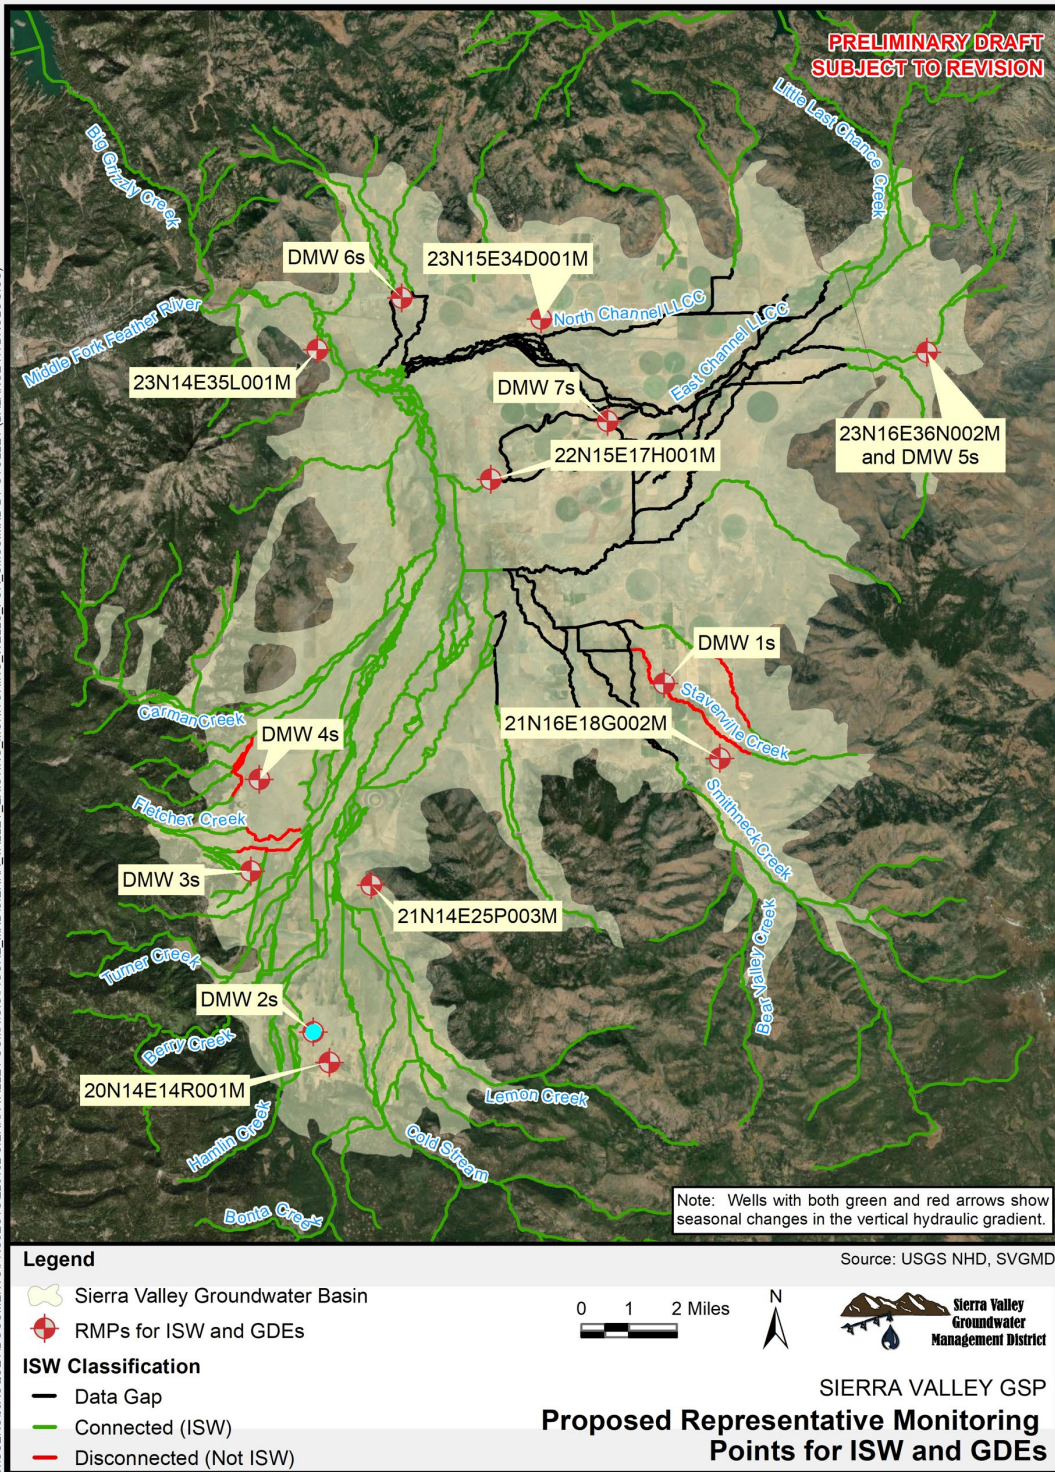 PRELIMINARY DRAFT
SUBJECT TO REVISION
Little Last Chance Creek
Big Grizzly Creek
DMW 6s
23N15E34D001M
Middle Fork Feather River
North Channel LLCC
East Channel LLCC
23N14E35L001M
DMW 7s
23N16E36N002M
and DMW 5s
22N15E17H001M
DMW 1s
Staverville Creek
Carman Creek
21N16E18G002M
DMW 4s
Smithneck Creek
Fletcher Creek
DMW 3s
21N14E25P003M
Turner Creek
Bear Valley Creek
DMW 2s
Berry Creek
20N14E14R001M
Lemon Creek
Hamlin Creek
Cold Stream
Bonta Creek
Note: Wells with both green and red arrows show
seasonal changes in the vertical hydraulic gradient.
Legend
Source: USGS NHD, SVGMD
Sierra Valley Groundwater Basin
RMPs for ISW and GDEs
0 1 2 Miles
N
Sierra Valley
Groundwater
Management District
ISW Classification
Data Gap
Connected (ISW)
Disconnected (Not ISW)
SIERRA VALLEY GSP
Proposed Representative Monitoring
Points for ISW and GDEs